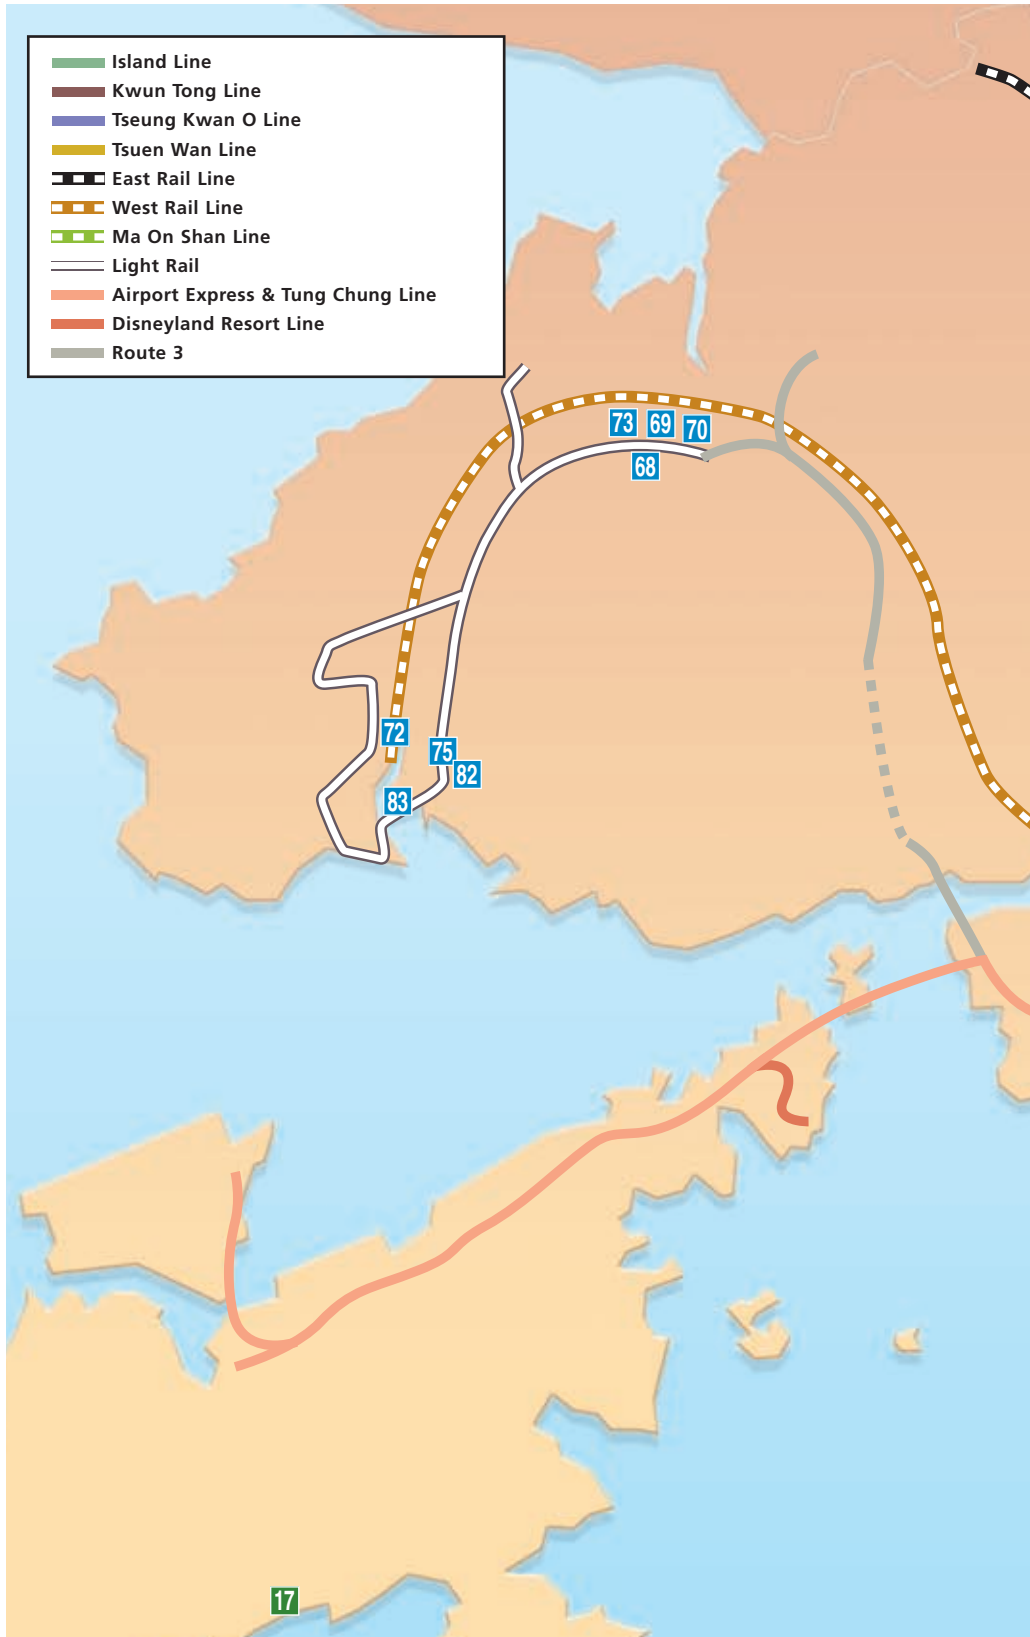 Island Line
Kwun Tong Line
Tseung Kwan O Line
Tsuen Wan Line
East Rail Line
West Rail Line
Ma On Shan Line
Light Rail
Airport Express & Tung Chung Line
Disneyland Resort Line
Route 3
73 69 70
68
72
75
82
83
17